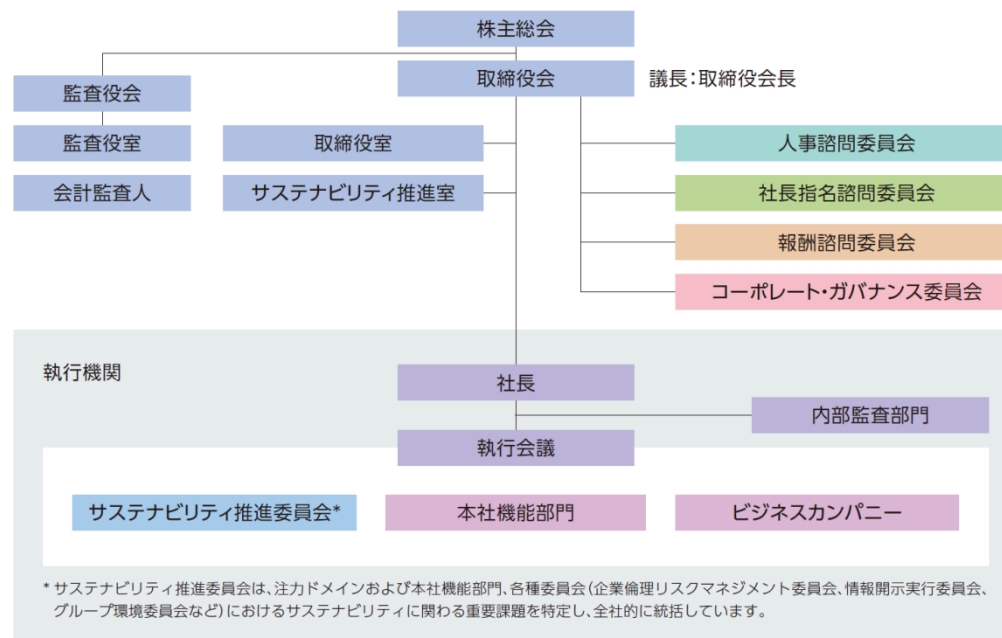 株主総会
取締役会
議長：取締役会長
監査役会
監査役室
取締役室
人事諮問委員会
会計監査人
サステナビリティ推進室
社長指名諮問委員会
報酬諮問委員会
コーポレート・ガバナンス委員会
執行機関
社長
内部監査部門
執行会議
サステナビリティ推進委員会*
本社機能部門
ビジネスカンパニー
* サステナビリティ推進委員会は、注力ドメインおよび本社機能部門、各種委員会（企業倫理リスクマネジメント委員会、情報開示実行委員会、
グループ環境委員会など）におけるサステナビリティに関わる重要課題を特定し、全社的に統括しています。